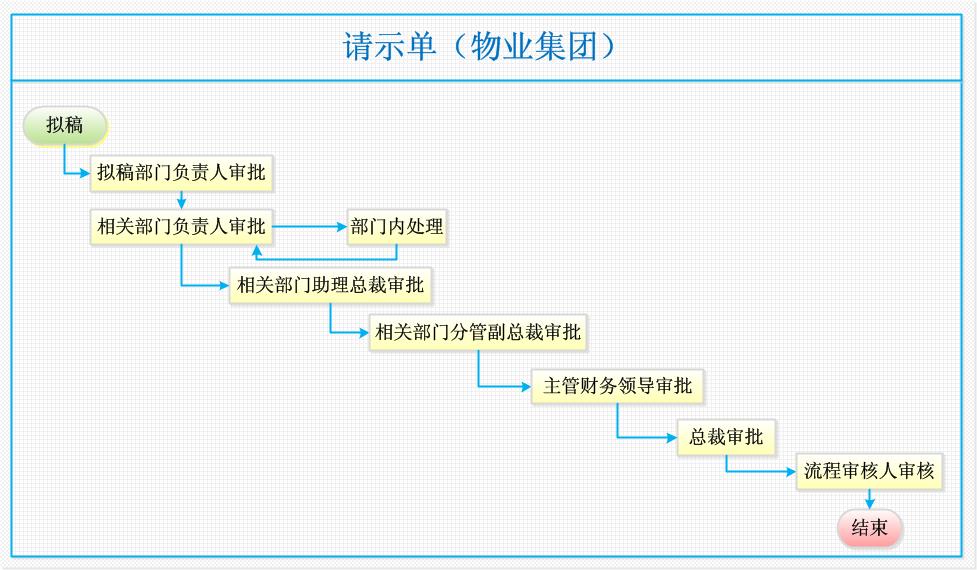 请示单（物业集团）
拟稿
拟稿部门负责人审批
相关部门负责人审批
部门内处理
相关部门助理总裁审批
相关部门分管副总裁审批
主管财务领导审批
总裁审批
流程审核人审核
结束